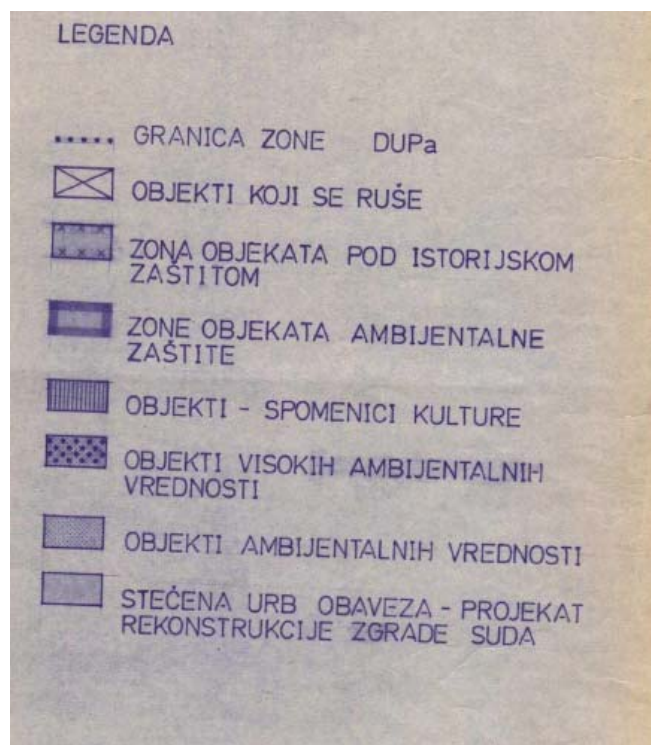 LEGENDA
GRANICA ZONE DUPa
OBJEKTI KOJI SE RUŠE
ZONA OBJEKATA POD ISTORIJSKOM
ZAŠTITOM
ZONE OBJEKATA AMBIJENTALNE
ZAŠTITE
OBJEKTI - SPOMENICI KULTURE
OBJEKTI VISOKIH AMBIJENTALNIH
VREDNOSTI
OBJEKTI AMBIJENTALNIH VREDNOSTI
STEĆENA URB OBAVEZA - PROJEKAT
REKONSTRUKCIJE ZGRADE SUDA